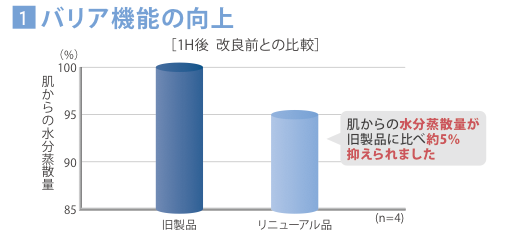 1 バリア機能の向上
[1H後 改良前との比較]
(%)
肌からの水分蒸散量
100
95
90
85
旧製品
リニューアル品
(n=4)
肌からの水分蒸散量が
旧製品に比べ約5%
抑えられました